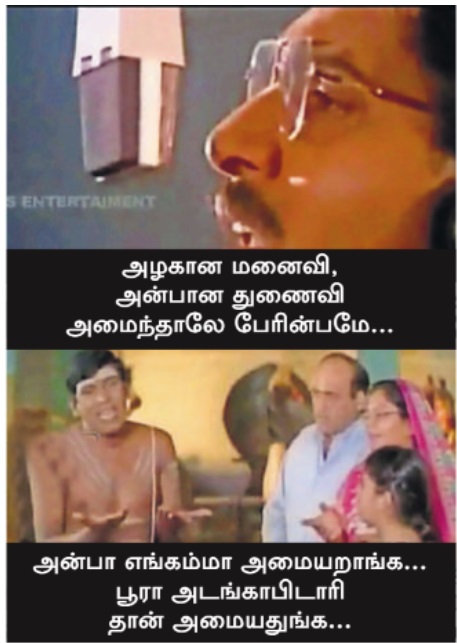 S ENTERTAIMENT
அழகான மனைவி,
அன்பான துணைவி
அமைந்தாலே பேரின்பமே...
அன்பா எங்கம்மா அமையறாங்க...
பூரா அடங்காபிடாரி
தான் அமையதுங்க...